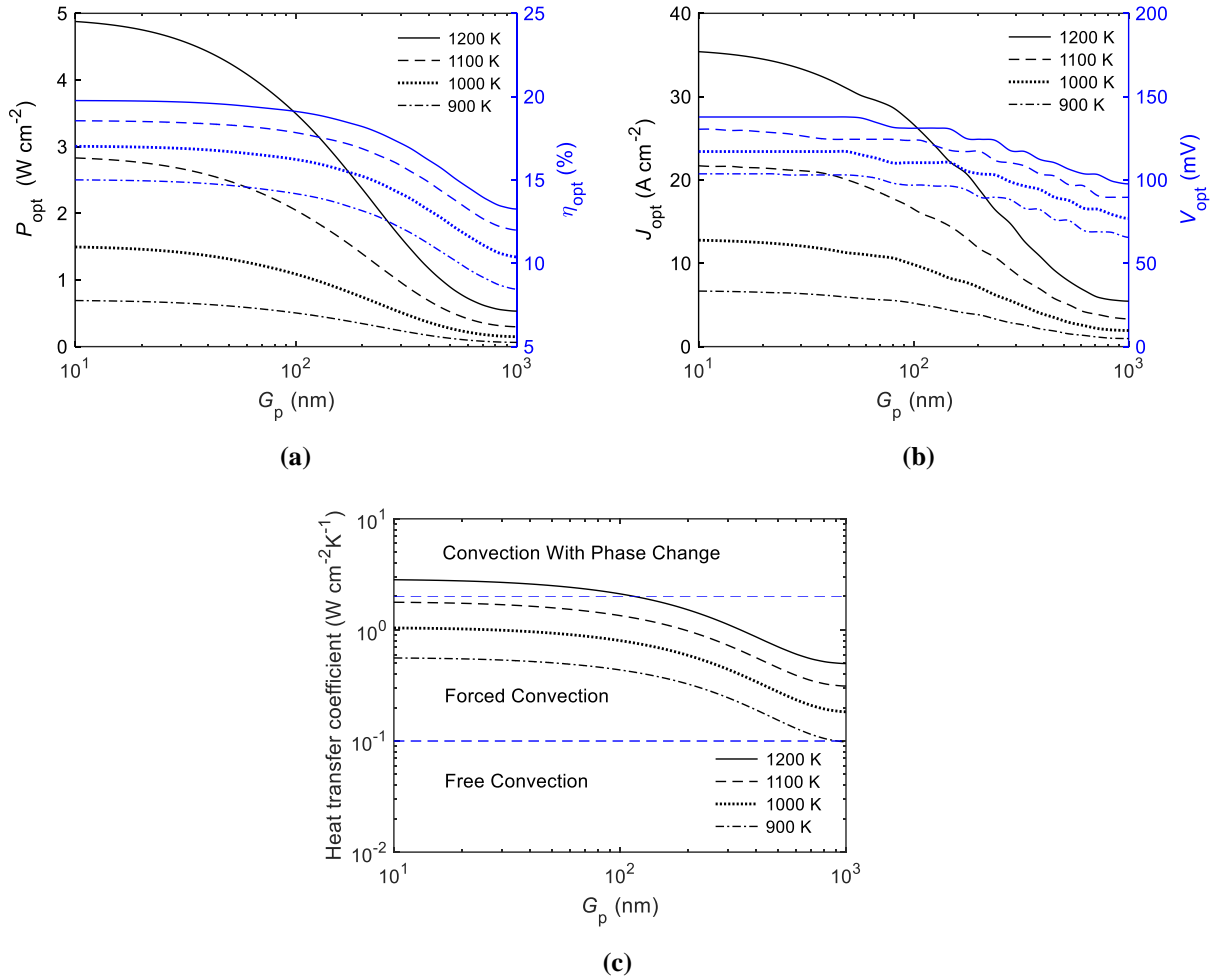 5
4
3
2
1
0
P_opt (W cm^-2)
25
20
15
10
5
η_opt (%)
1200 K
1100 K
1000 K
900 K
10^1
10^2
10^3
G_p (nm)
(a)
40
30
20
10
0
J_opt (A cm^-2)
200
150
100
50
0
V_opt (mV)
1200 K
1100 K
1000 K
900 K
10^1
10^2
10^3
G_p (nm)
(b)
10^1
10^0
10^-1
10^-2
Heat transfer coefficient (W cm^-2K^-1)
Convection With Phase Change
Forced Convection
Free Convection
1200 K
1100 K
1000 K
900 K
10^1
10^2
10^3
G_p (nm)
(c)